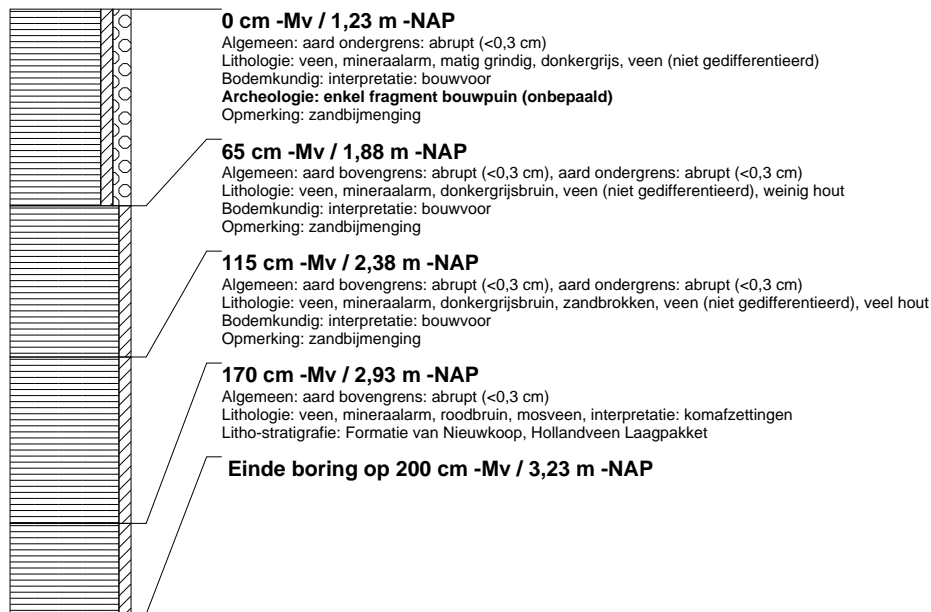 0 cm -Mv / 1,23 m -NAP
Algemeen: aard ondergrens: abrupt (<0,3 cm)
Lithologie: veen, mineraalarm, matig grindig, donkergrijs, veen (niet gedifferentieerd)
Bodemkundig: interpretatie: bouwvoor
Archeologie: enkel fragment bouwpuin (onbepaald)
Opmerking: zandbijmenging
65 cm -Mv / 1,88 m -NAP
Algemeen: aard bovengrens: abrupt (<0,3 cm), aard ondergrens: abrupt (<0,3 cm)
Lithologie: veen, mineraalarm, donkergrijsbruin, veen (niet gedifferentieerd), weinig hout
Bodemkundig: interpretatie: bouwvoor
Opmerking: zandbijmenging
115 cm -Mv / 2,38 m -NAP
Algemeen: aard bovengrens: abrupt (<0,3 cm), aard ondergrens: abrupt (<0,3 cm)
Lithologie: veen, mineraalarm, donkergrijsbruin, zandbrokken, veen (niet gedifferentieerd), veel hout
Bodemkundig: interpretatie: bouwvoor
Opmerking: zandbijmenging
170 cm -Mv / 2,93 m -NAP
Algemeen: aard bovengrens: abrupt (<0,3 cm)
Lithologie: veen, mineraalarm, roodbruin, mosveen, interpretatie: komafzettingen
Litho-stratigrafie: Formatie van Nieuwkoop, Hollandveen Laagpakket
Einde boring op 200 cm -Mv / 3,23 m -NAP